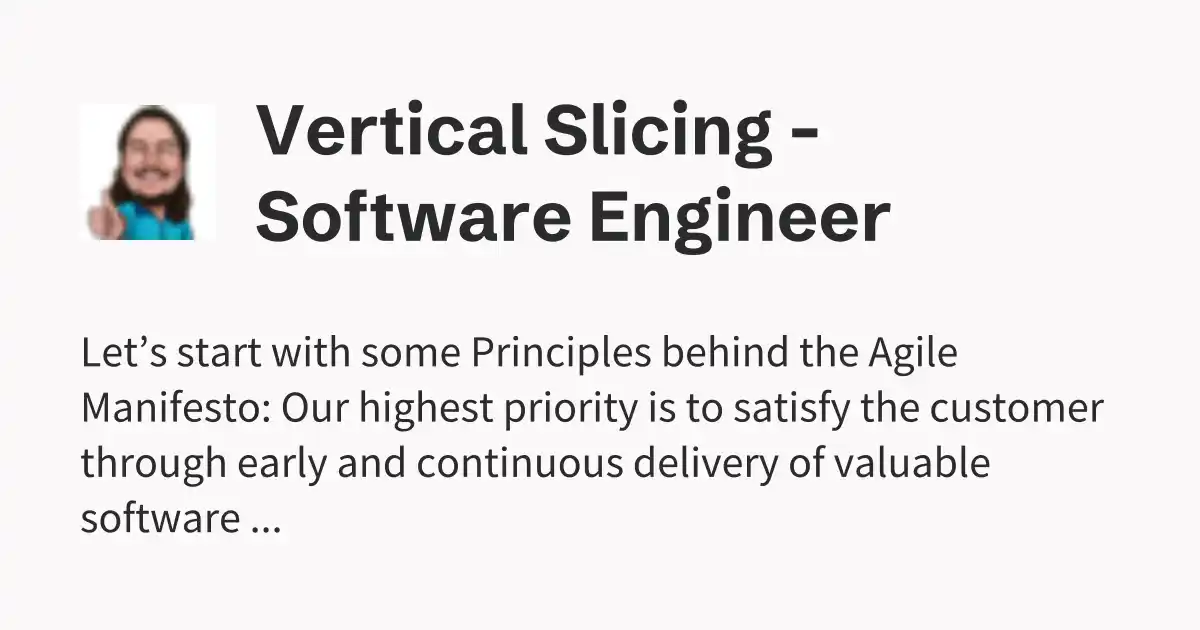 Vertical Slicing -
Software Engineer
Let’s start with some Principles behind the Agile
Manifesto: Our highest priority is to satisfy the customer
through early and continuous delivery of valuable
software ...